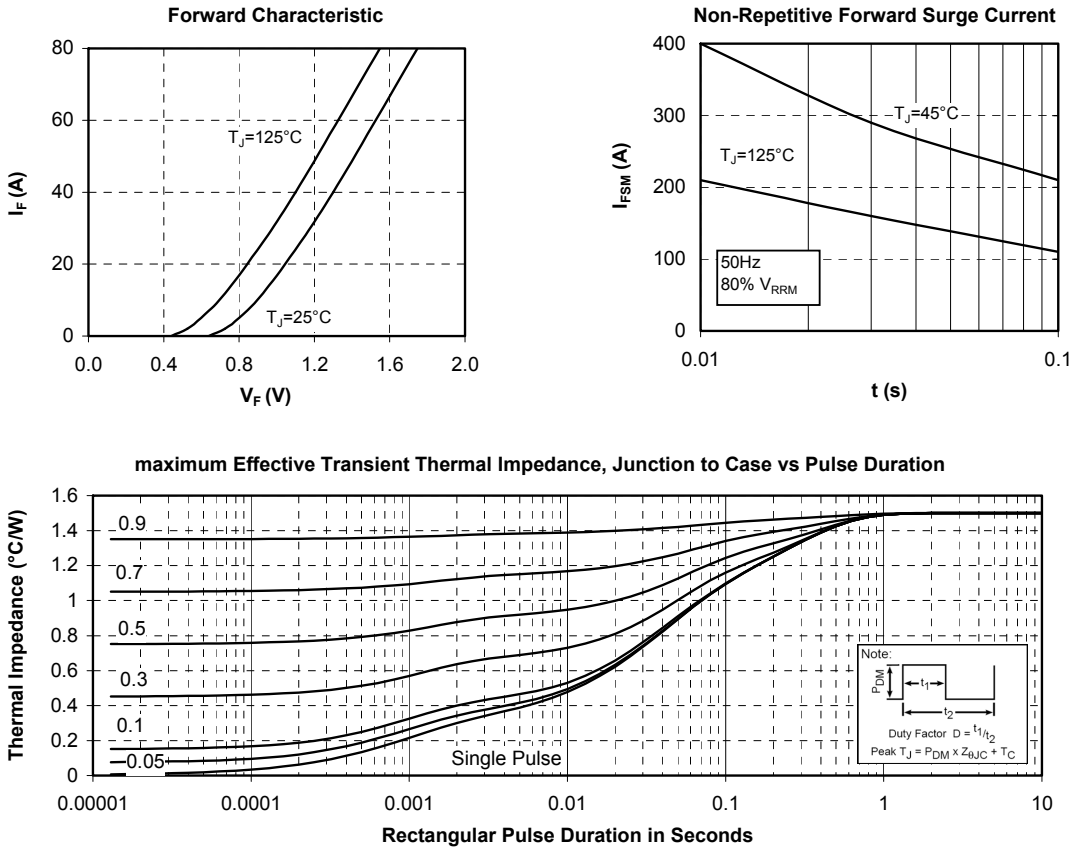 Forward Characteristic
80
60
40
20
0
I_F (A)
T_J=125°C
T_J=25°C
0.0 0.4 0.8 1.2 1.6 2.0
V_F (V)
Non-Repetitive Forward Surge Current
400
300
200
100
0
I_FSM (A)
T_J=45°C
T_J=125°C
50Hz
80% V_RRM
0.01 0.1
t (s)
maximum Effective Transient Thermal Impedance, Junction to Case vs Pulse Duration
1.6
1.4
1.2
1
0.8
0.6
0.4
0.2
0
Thermal Impedance (°C/W)
0.9
0.7
0.5
0.3
0.1
0.05
Single Pulse
Note:
P_DM
t_1
t_2
Duty Factor D = t_1/t_2
Peak T_J = P_DM x Z_θJC + T_C
0.00001 0.0001 0.001 0.01 0.1 1 10
Rectangular Pulse Duration in Seconds